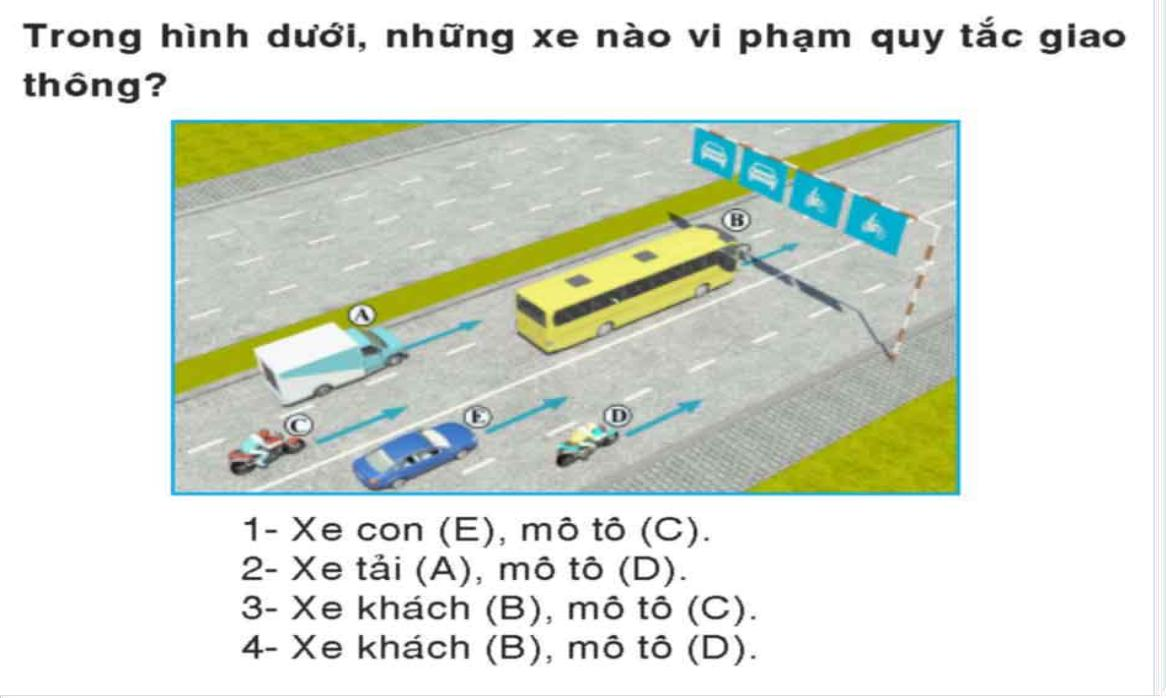 Trong hình dưới, những xe nào vi phạm quy tắc giao
thông?
B
A
C
E
D
1- Xe con (E), mô tô (C).
2- Xe tải (A), mô tô (D).
3- Xe khách (B), mô tô (C).
4- Xe khách (B), mô tô (D).